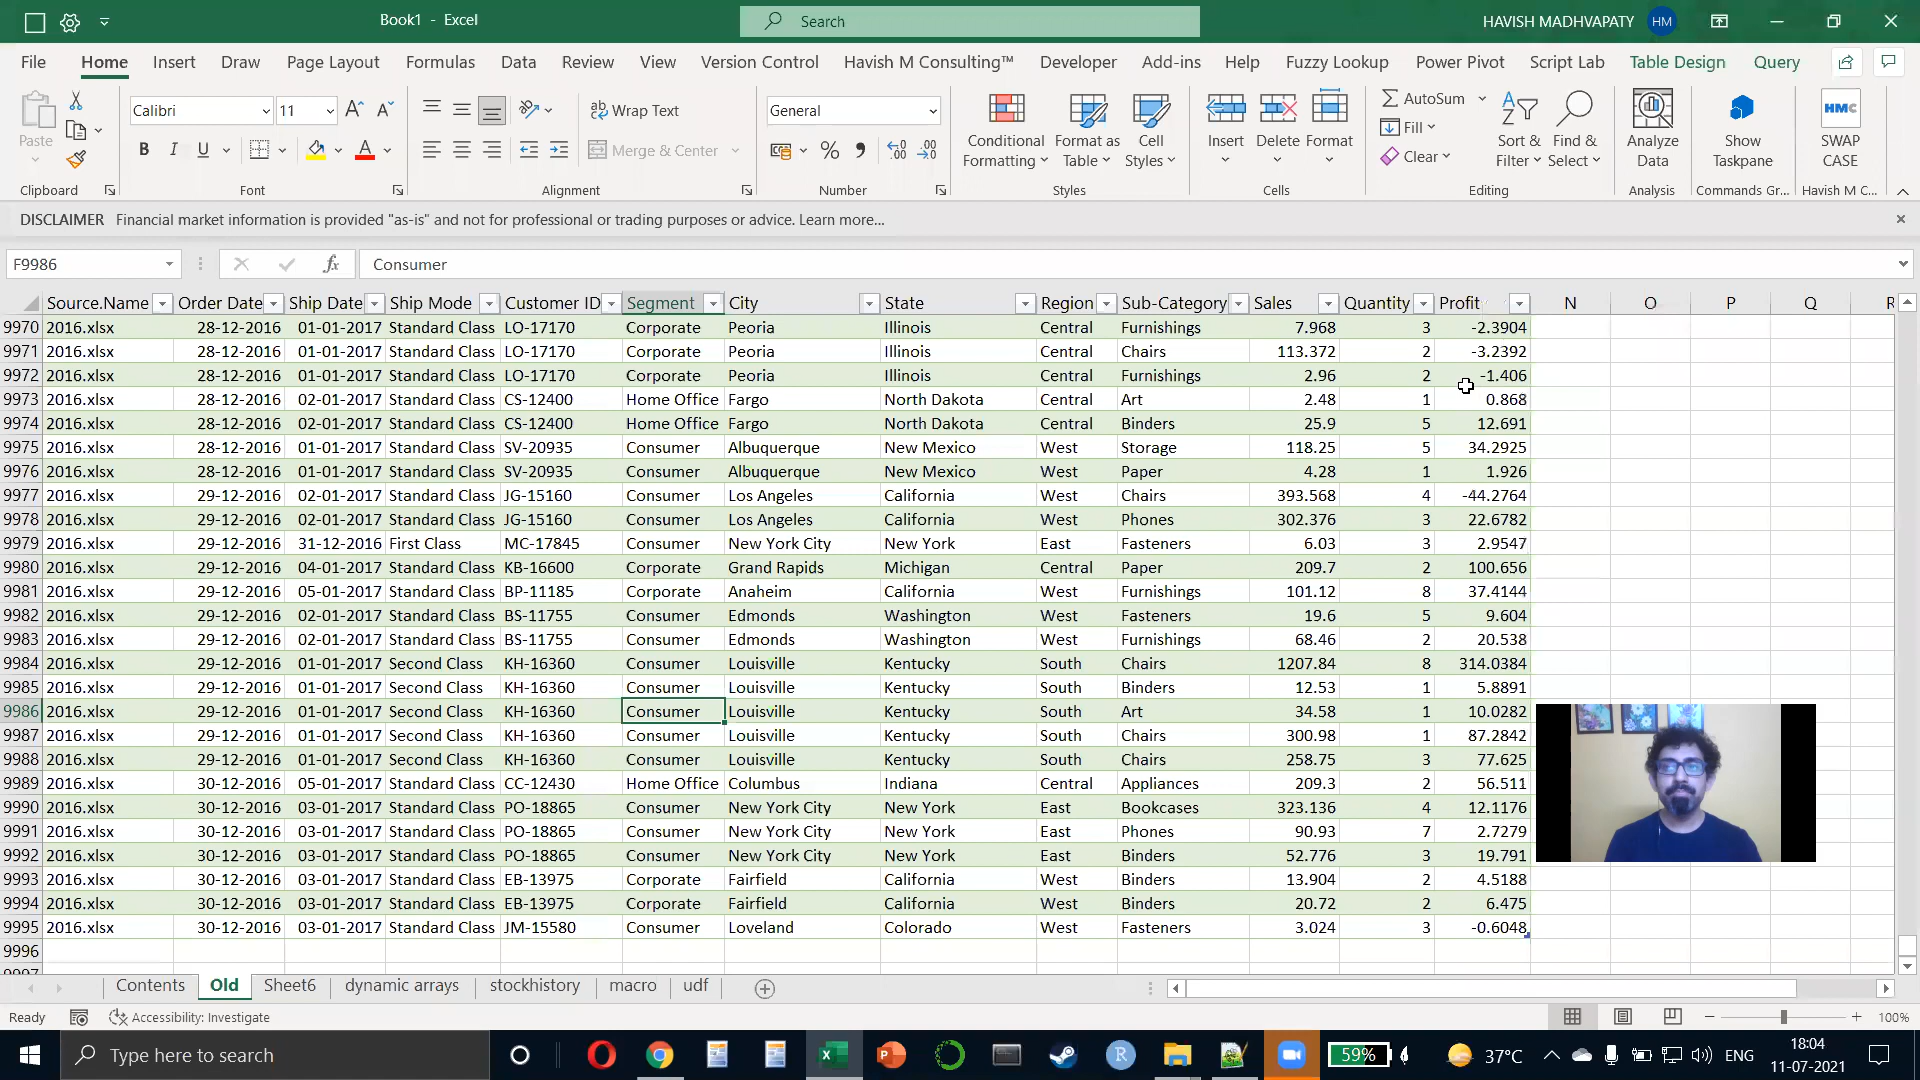 Book1 - Excel
Search
HAVISH MADHVAPATY HM
File Home Insert Draw Page Layout Formulas Data Review View Version Control Havish M Consulting™ Developer Add-ins Help Fuzzy Lookup Power Pivot Script Lab Table Design Query
Paste
Calibri 11
B I U A
Wrap Text
Merge & Center
General
Conditional Formatting
Format as Table
Cell Styles
Insert
Delete
Format
AutoSum
Fill
Clear
Sort & Filter
Find & Select
Analyze Data
Show Taskpane
HMC
SWAP CASE
Clipboard Font Alignment Number Styles Cells Editing Analysis Commands Gr... Havish M C...
DISCLAIMER Financial market information is provided "as-is" and not for professional or trading purposes or advice. Learn more...
F9986 fx Consumer
Source.Name Order Date Ship Date Ship Mode Customer ID Segment City State Region Sub-Category Sales Quantity Profit N O P Q R
9970 2016.xlsx 28-12-2016 01-01-2017 Standard Class LO-17170 Corporate Peoria Illinois Central Furnishings 7.968 3 -2.3904
9971 2016.xlsx 28-12-2016 01-01-2017 Standard Class LO-17170 Corporate Peoria Illinois Central Chairs 113.372 2 -3.2392
9972 2016.xlsx 28-12-2016 01-01-2017 Standard Class LO-17170 Corporate Peoria Illinois Central Furnishings 2.96 2 -1.406
9973 2016.xlsx 28-12-2016 02-01-2017 Standard Class CS-12400 Home Office Fargo North Dakota Central Art 2.48 1 0.868
9974 2016.xlsx 28-12-2016 02-01-2017 Standard Class CS-12400 Home Office Fargo North Dakota Central Binders 25.9 5 12.691
9975 2016.xlsx 28-12-2016 01-01-2017 Standard Class SV-20935 Consumer Albuquerque New Mexico West Storage 118.25 5 34.2925
9976 2016.xlsx 28-12-2016 01-01-2017 Standard Class SV-20935 Consumer Albuquerque New Mexico West Paper 4.28 1 1.926
9977 2016.xlsx 29-12-2016 02-01-2017 Standard Class JG-15160 Consumer Los Angeles California West Chairs 393.568 4 -44.2764
9978 2016.xlsx 29-12-2016 02-01-2017 Standard Class JG-15160 Consumer Los Angeles California West Phones 302.376 3 22.6782
9979 2016.xlsx 29-12-2016 31-12-2016 First Class MC-17845 Consumer New York City New York East Fasteners 6.03 3 2.9547
9980 2016.xlsx 29-12-2016 04-01-2017 Standard Class KB-16600 Corporate Grand Rapids Michigan Central Paper 209.7 2 100.656
9981 2016.xlsx 29-12-2016 05-01-2017 Standard Class BP-11185 Corporate Anaheim California West Furnishings 101.12 8 37.4144
9982 2016.xlsx 29-12-2016 02-01-2017 Standard Class BS-11755 Consumer Edmonds Washington West Fasteners 19.6 5 9.604
9983 2016.xlsx 29-12-2016 02-01-2017 Standard Class BS-11755 Consumer Edmonds Washington West Furnishings 68.46 2 20.538
9984 2016.xlsx 29-12-2016 01-01-2017 Second Class KH-16360 Consumer Louisville Kentucky South Chairs 1207.84 8 314.0384
9985 2016.xlsx 29-12-2016 01-01-2017 Second Class KH-16360 Consumer Louisville Kentucky South Binders 12.53 1 5.8891
9986 2016.xlsx 29-12-2016 01-01-2017 Second Class KH-16360 Consumer Louisville Kentucky South Art 34.58 1 10.0282
9987 2016.xlsx 29-12-2016 01-01-2017 Second Class KH-16360 Consumer Louisville Kentucky South Chairs 300.98 1 87.2842
9988 2016.xlsx 29-12-2016 01-01-2017 Second Class KH-16360 Consumer Louisville Kentucky South Chairs 258.75 3 77.625
9989 2016.xlsx 30-12-2016 05-01-2017 Standard Class CC-12430 Home Office Columbus Indiana Central Appliances 209.3 2 56.511
9990 2016.xlsx 30-12-2016 03-01-2017 Standard Class PO-18865 Consumer New York City New York East Bookcases 323.136 4 12.1176
9991 2016.xlsx 30-12-2016 03-01-2017 Standard Class PO-18865 Consumer New York City New York East Phones 90.93 7 2.7279
9992 2016.xlsx 30-12-2016 03-01-2017 Standard Class PO-18865 Consumer New York City New York East Binders 52.776 3 19.791
9993 2016.xlsx 30-12-2016 03-01-2017 Standard Class EB-13975 Corporate Fairfield California West Binders 13.904 2 4.5188
9994 2016.xlsx 30-12-2016 03-01-2017 Standard Class EB-13975 Corporate Fairfield California West Binders 20.72 2 6.475
9995 2016.xlsx 30-12-2016 03-01-2017 Standard Class JM-15580 Consumer Loveland Colorado West Fasteners 3.024 3 -0.6048
9996
9997
Contents Old Sheet6 dynamic arrays stockhistory macro udf
Ready Accessibility: Investigate 100%
Type here to search
59% 37°C ENG 18:04
11-07-2021